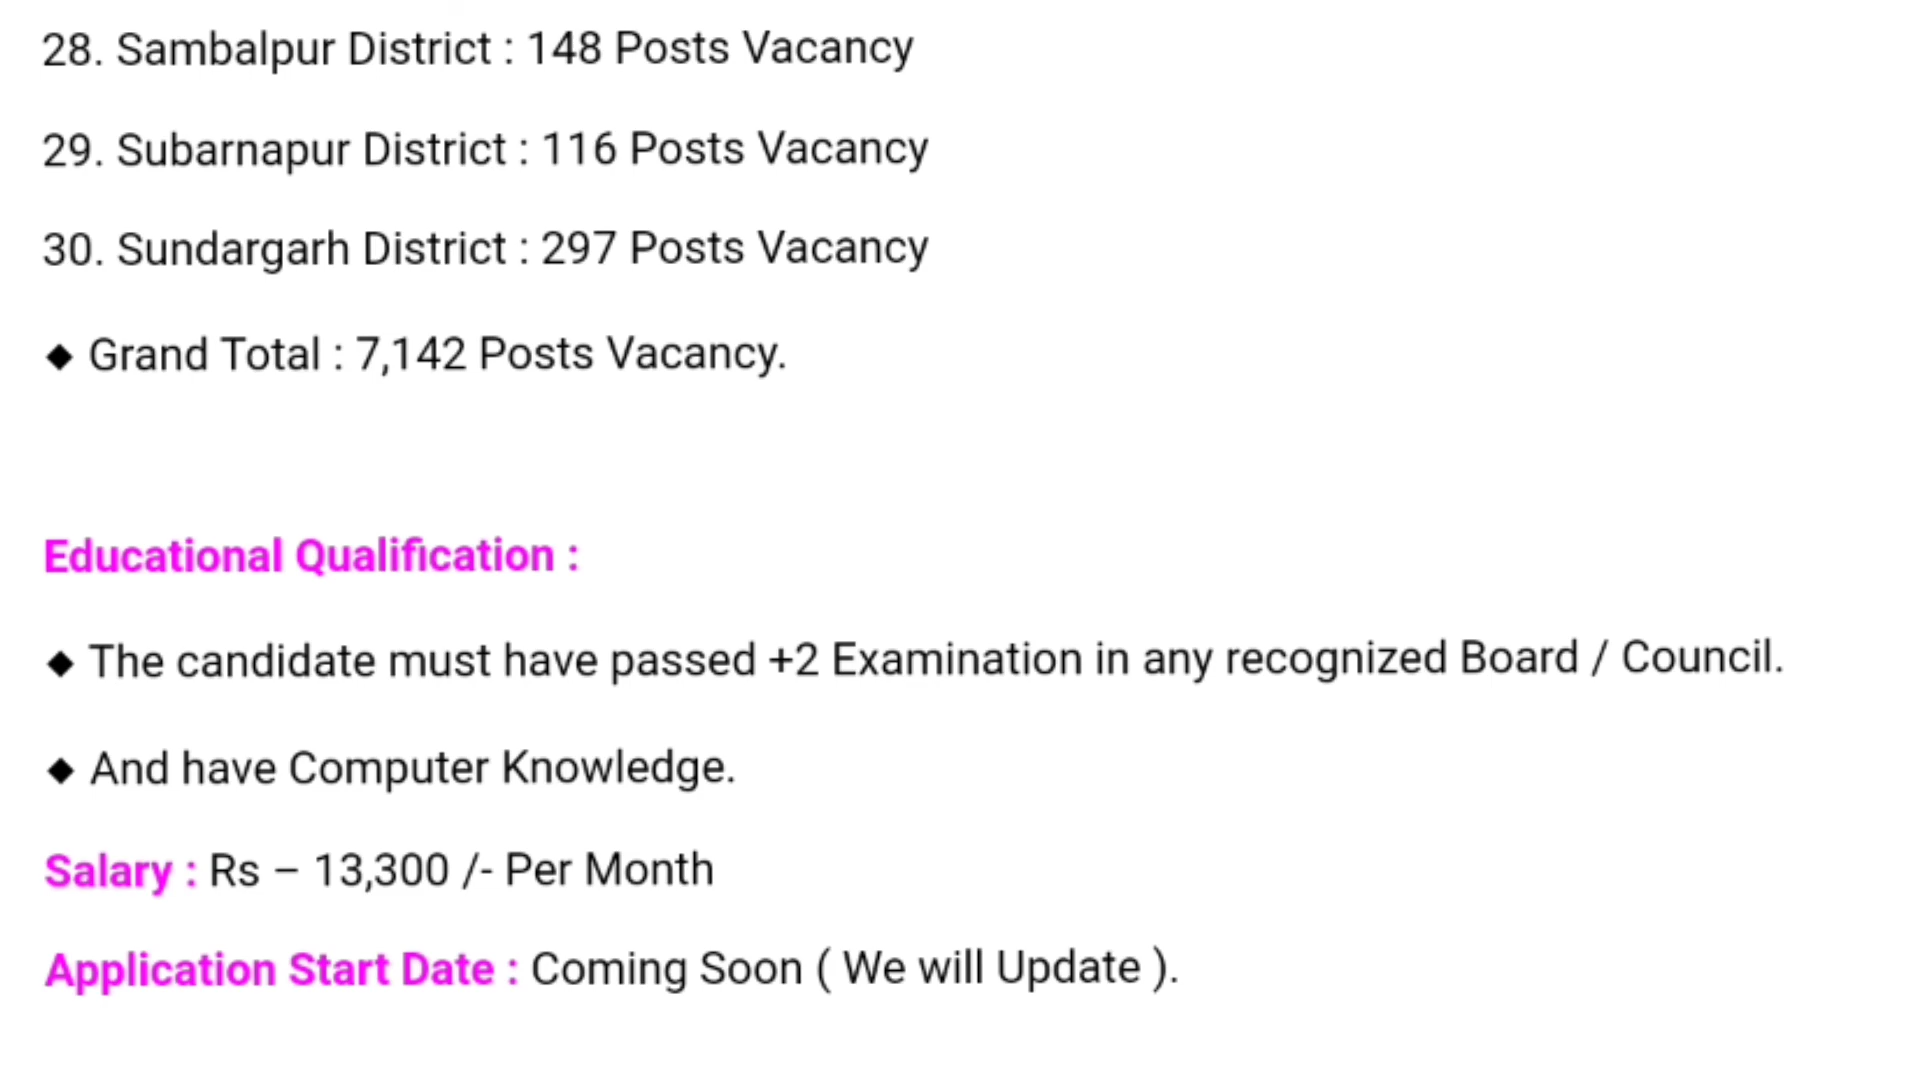 28. Sambalpur District : 148 Posts Vacancy
29. Subarnapur District : 116 Posts Vacancy
30. Sundargarh District : 297 Posts Vacancy
◆ Grand Total : 7,142 Posts Vacancy.
Educational Qualification :
◆ The candidate must have passed +2 Examination in any recognized Board / Council.
◆ And have Computer Knowledge.
Salary : Rs – 13,300 /- Per Month
Application Start Date : Coming Soon ( We will Update ).